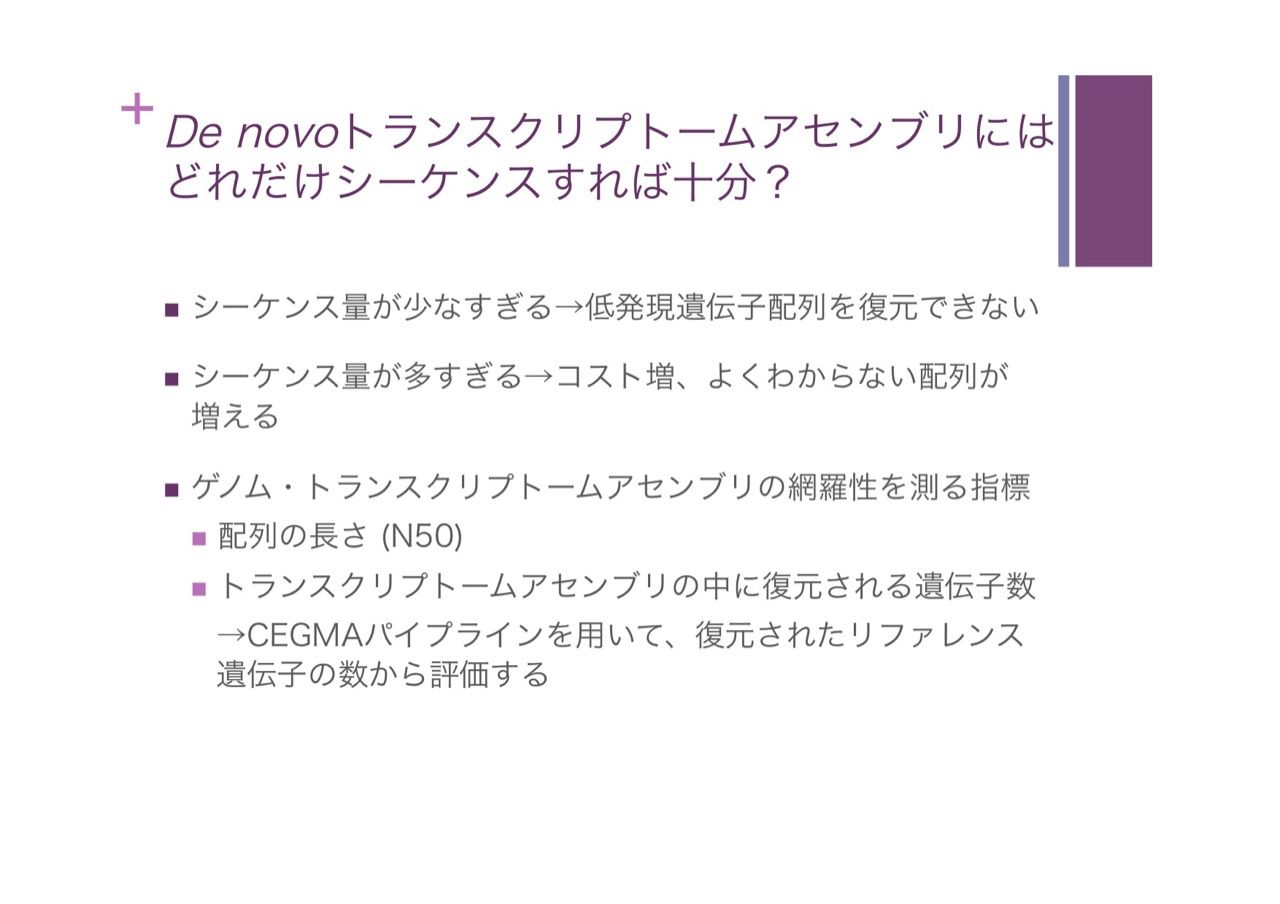 De novoトランスクリプトームアセンブリには
どれだけシーケンスすれば十分？
シーケンス量が少なすぎる→低発現遺伝子配列を復元できない
シーケンス量が多すぎる→コスト増、よくわからない配列が
増える
ゲノム・トランスクリプトームアセンブリの網羅性を測る指標
配列の長さ (N50)
トランスクリプトームアセンブリの中に復元される遺伝子数
→CEGMAパイプラインを用いて、復元されたリファレンス
遺伝子の数から評価する